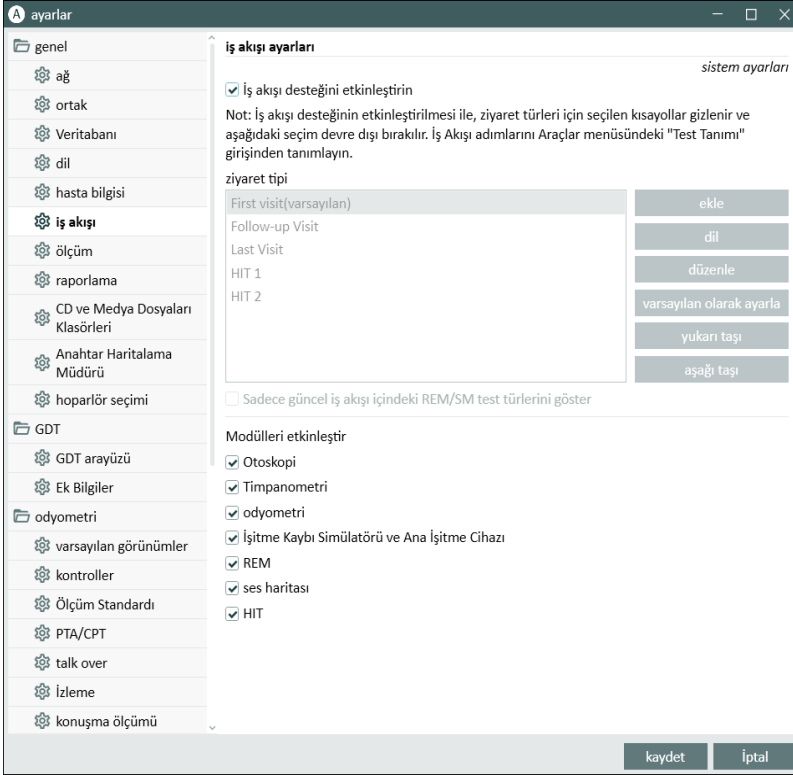 A ayarlar
genel
ağ
ortak
Veritabanı
dil
hasta bilgisi
iş akışı
ölçüm
raporlama
CD ve Medya Dosyaları
Klasörleri
Anahtar Haritalama
Müdürü
hoparlör seçimi
GDT
GDT arayüzü
Ek Bilgiler
odyometri
varsayılan görünümler
kontroller
Ölçüm Standardı
PTA/CPT
talk over
İzleme
konuşma ölçümü
iş akışı ayarları
sistem ayarları
İş akışı desteğini etkinleştirin
Not: İş akışı desteğinin etkinleştirilmesi ile, ziyaret türleri için seçilen kısayollar gizlenir ve
aşağıdaki seçim devre dışı bırakılır. İş Akışı adımlarını Araçlar menüsündeki "Test Tanımı"
girişinden tanımlayın.
ziyaret tipi
First visit(varsayılan)
Follow-up Visit
Last Visit
HIT 1
HIT 2
ekle
dil
düzenle
varsayılan olarak ayarla
yukarı taşı
aşağı taşı
Sadece güncel iş akışı içindeki REM/SM test türlerini göster
Modülleri etkinleştir
Otoskopi
Timpanometri
odyometri
İşitme Kaybı Simülatörü ve Ana İşitme Cihazı
REM
ses haritası
HIT
kaydet
İptal